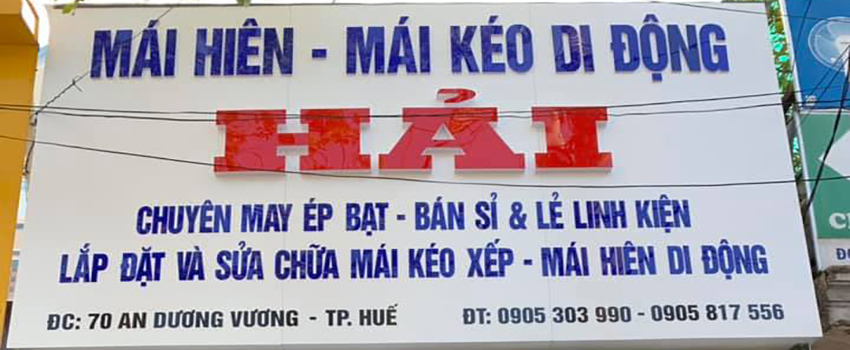 MÁI HIÊN - MÁI KÉO DI ĐỘNG
HẢI
CHUYÊN MAY ÉP BẠT - BÁN SỈ & LẺ LINH KIỆN
LẮP ĐẶT VÀ SỬA CHỮA MÁI KÉO XẾP - MÁI HIÊN DI ĐỘNG
ĐC: 70 AN DƯƠNG VƯƠNG - TP. HUẾ ĐT: 0905 303 990 - 0905 817 556